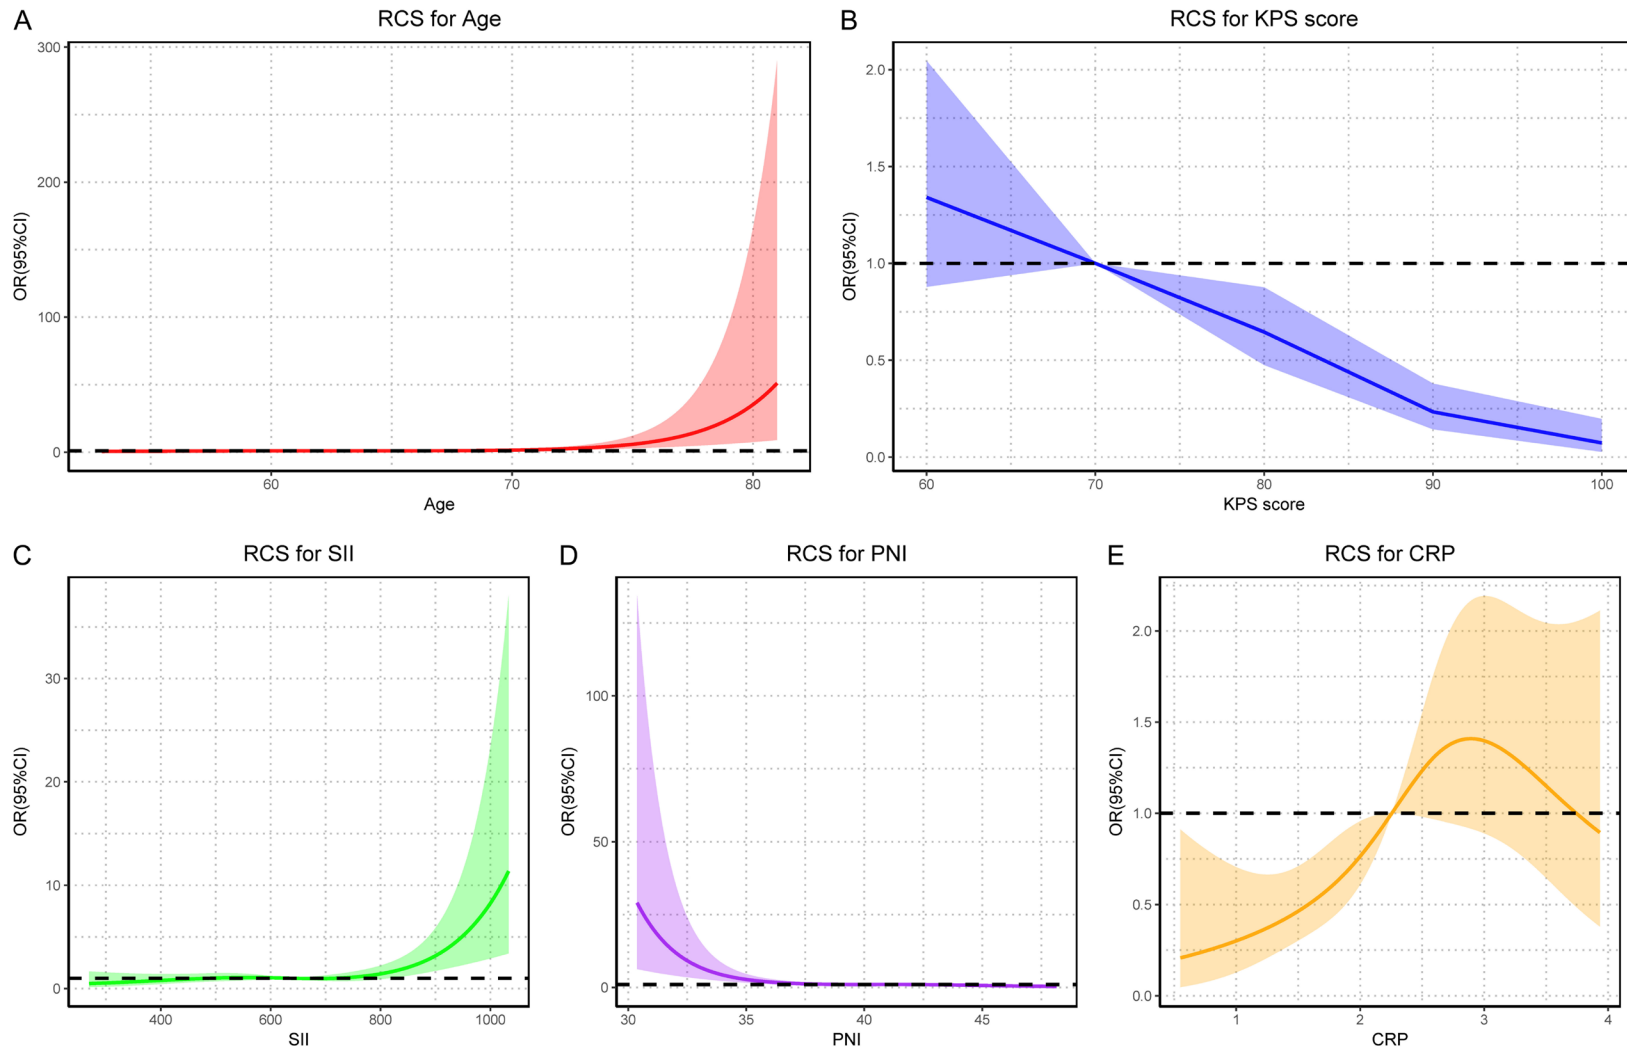 A
RCS for Age
OR(95%CI)
300
200
100
0
60 70 80
Age
B
RCS for KPS score
OR(95%CI)
2.0
1.5
1.0
0.5
0.0
60 70 80 90 100
KPS score
C
RCS for SII
OR(95%CI)
30
20
10
0
400 600 800 1000
SII
D
RCS for PNI
OR(95%CI)
100
50
0
30 35 40 45
PNI
E
RCS for CRP
OR(95%CI)
2.0
1.5
1.0
0.5
0.0
1 2 3 4
CRP